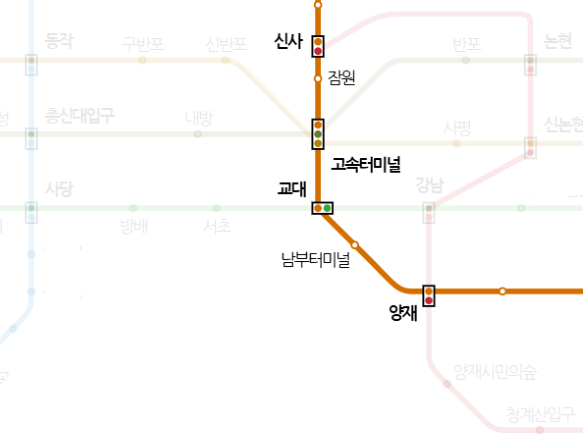 동작
구반포
신반포
신사
반포
논현
잠원
총신대입구
내방
사평
신논현
고속터미널
사당
교대
강남
방배
서초
남부터미널
양재
양재시민의숲
청계산입구